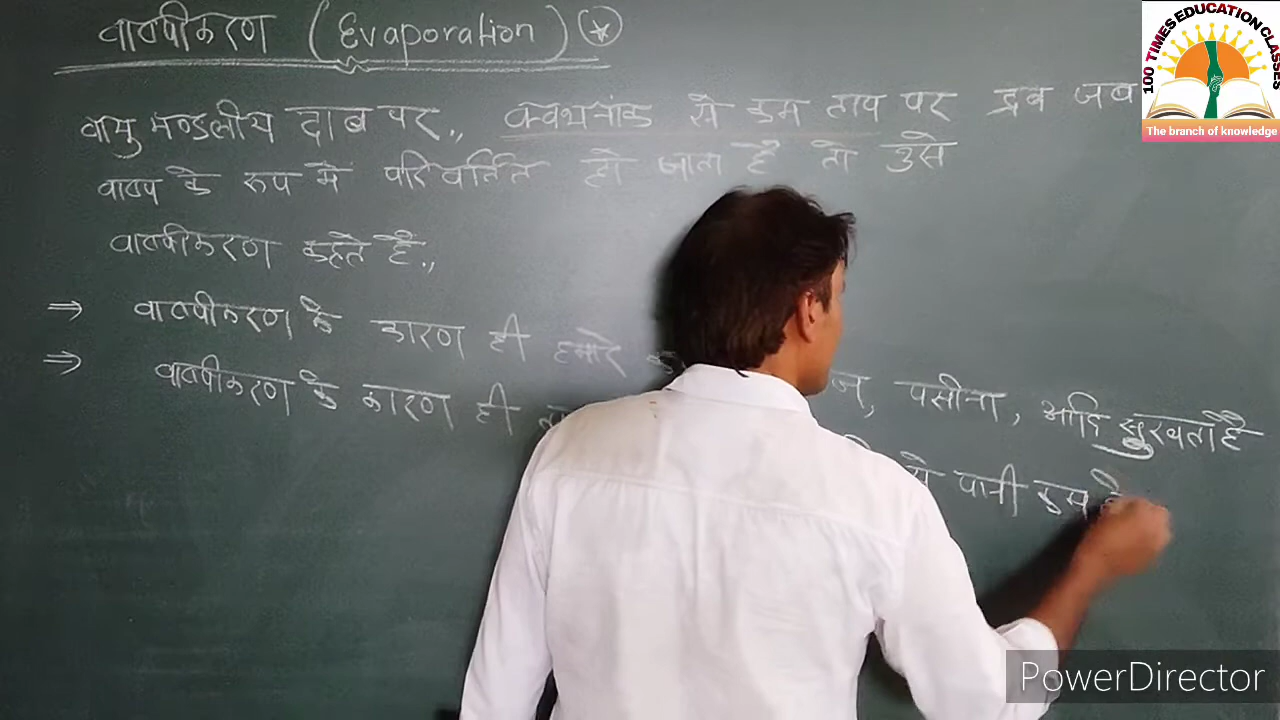 वाष्पीकरण (Evaporation)
वायु मण्डलीय दाब पर., क्वथनांक से कम ताप पर द्रव जब
वाष्प के रूप में परिवर्तित हो जाता है तो उसे
वाष्पीकरण कहते है.,
⇒ वाष्पीकरण के कारण ही हमारे पसीना, आदि सुखता है
⇒ वाष्पीकरण के कारण ही पानी
100 TIMES EDUCATION CLASSES
The branch of knowledge
PowerDirector